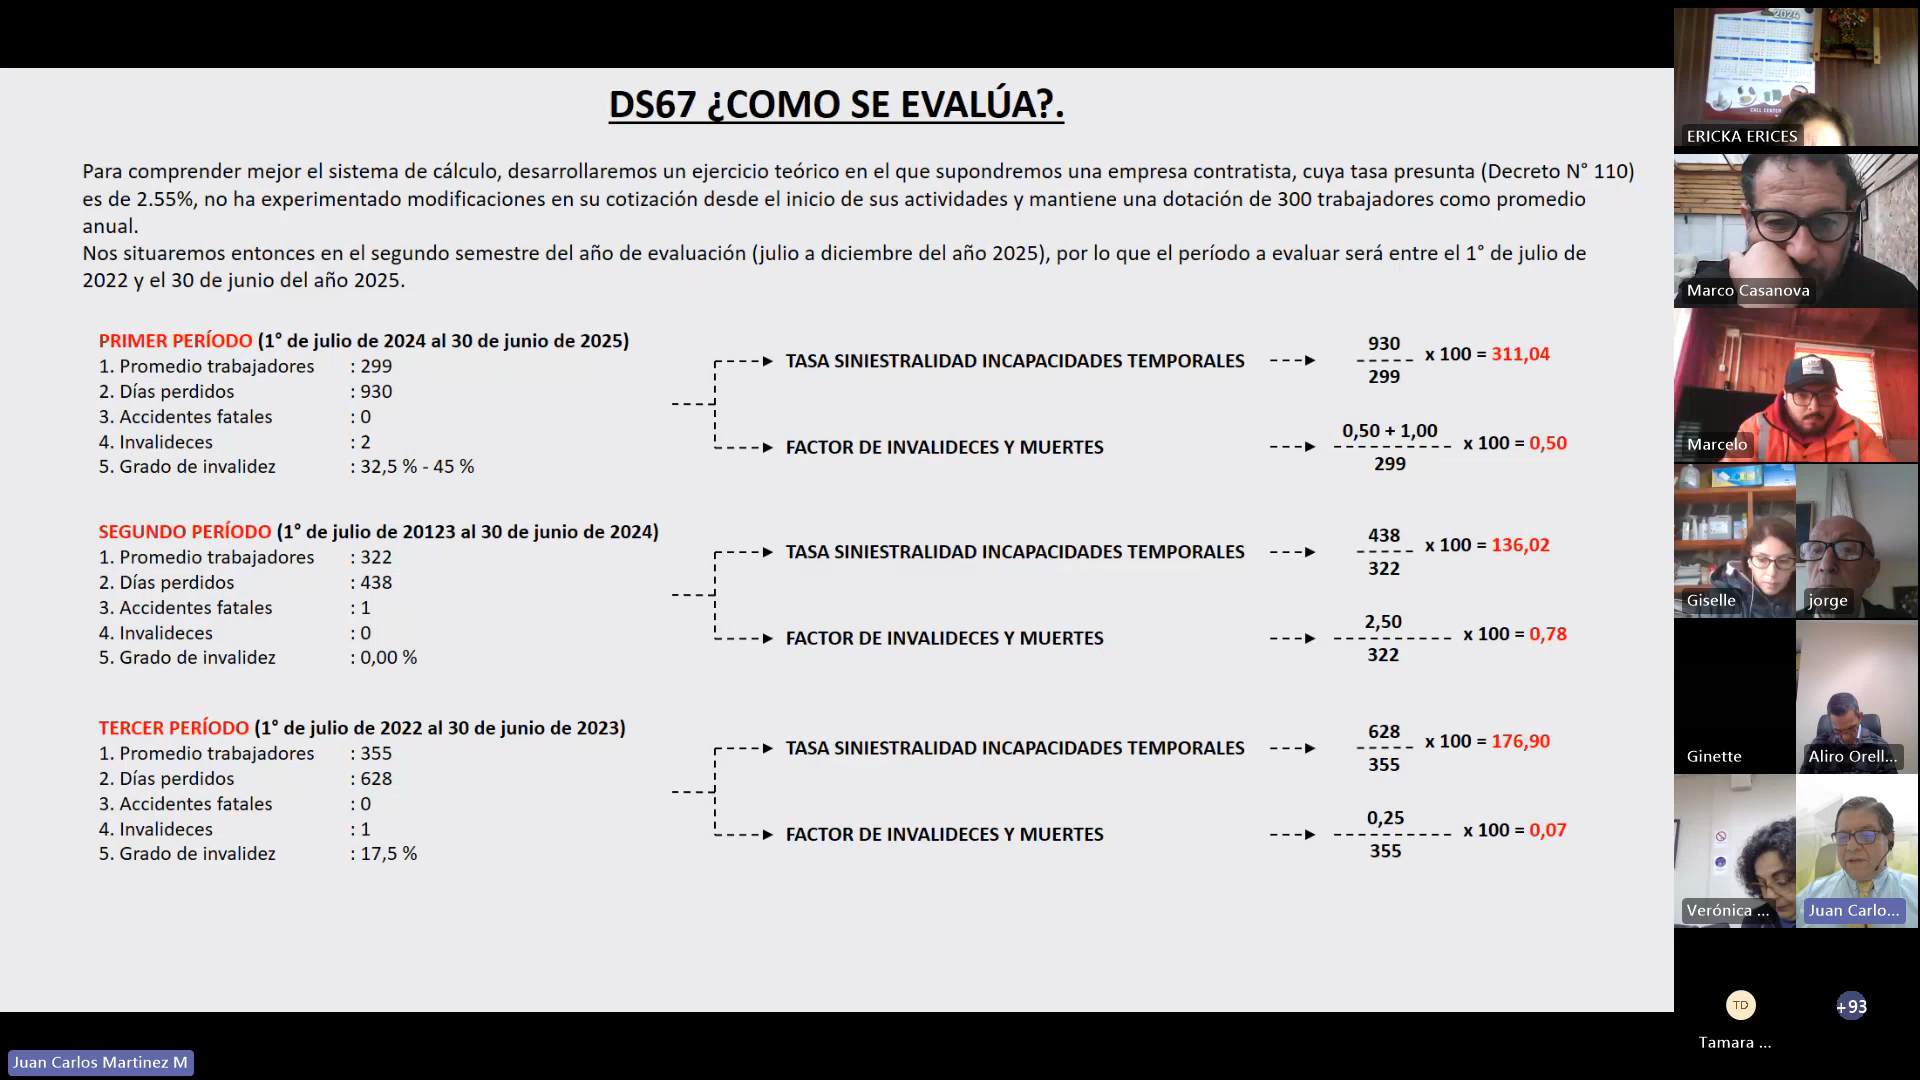 DS67 ¿COMO SE EVALÚA?.
Para comprender mejor el sistema de cálculo, desarrollaremos un ejercicio teórico en el que supondremos una empresa contratista, cuya tasa presunta (Decreto N° 110)
es de 2.55%, no ha experimentado modificaciones en su cotización desde el inicio de sus actividades y mantiene una dotación de 300 trabajadores como promedio
anual.
Nos situaremos entonces en el segundo semestre del año de evaluación (julio a diciembre del año 2025), por lo que el período a evaluar será entre el 1° de julio de
2022 y el 30 de junio del año 2025.
PRIMER PERÍODO (1° de julio de 2024 al 30 de junio de 2025)
1. Promedio trabajadores : 299
2. Días perdidos : 930
3. Accidentes fatales : 0
4. Invalideces : 2
5. Grado de invalidez : 32,5 % - 45 %
TASA SINIESTRALIDAD INCAPACIDADES TEMPORALES
930
299
x 100 = 311,04
FACTOR DE INVALIDECES Y MUERTES
0,50 + 1,00
299
x 100 = 0,50
SEGUNDO PERÍODO (1° de julio de 20123 al 30 de junio de 2024)
1. Promedio trabajadores : 322
2. Días perdidos : 438
3. Accidentes fatales : 1
4. Invalideces : 0
5. Grado de invalidez : 0,00 %
TASA SINIESTRALIDAD INCAPACIDADES TEMPORALES
438
322
x 100 = 136,02
FACTOR DE INVALIDECES Y MUERTES
2,50
322
x 100 = 0,78
TERCER PERÍODO (1° de julio de 2022 al 30 de junio de 2023)
1. Promedio trabajadores : 355
2. Días perdidos : 628
3. Accidentes fatales : 0
4. Invalideces : 1
5. Grado de invalidez : 17,5 %
TASA SINIESTRALIDAD INCAPACIDADES TEMPORALES
628
355
x 100 = 176,90
FACTOR DE INVALIDECES Y MUERTES
0,25
355
x 100 = 0,07
Juan Carlos Martinez M
2024
CALL CENTER
ERICKA ERICES
Marco Casanova
Marcelo
Giselle
jorge
Ginette
Aliro Orell...
Verónica ...
Juan Carlo...
TD
Tamara ...
+93